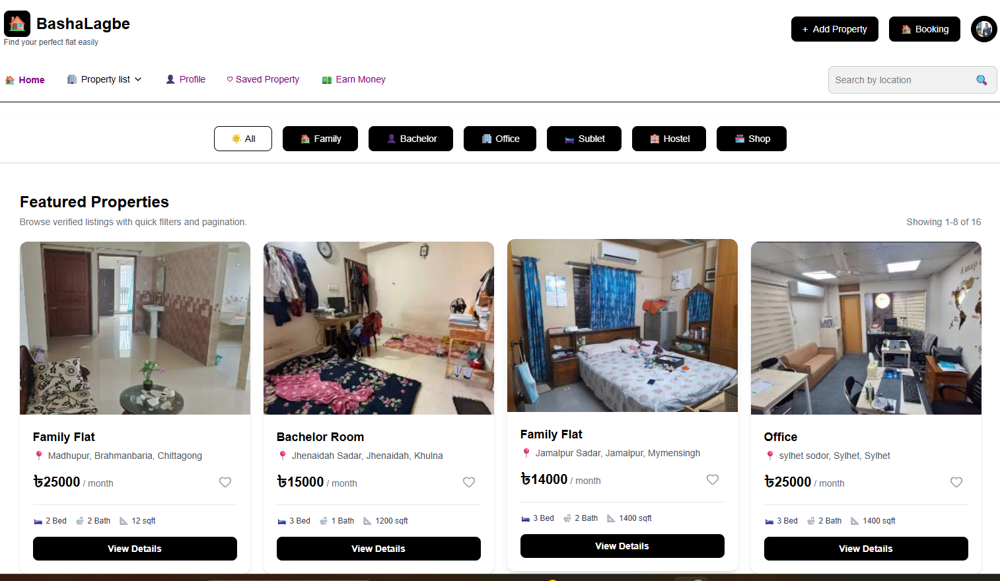 BashaLagbe
Find your perfect flat easily
+ Add Property
Booking
Home
Property list
Profile
Saved Property
Earn Money
Search by location
All
Family
Bachelor
Office
Sublet
Hostel
Shop
Featured Properties
Browse verified listings with quick filters and pagination.
Showing 1-8 of 16
Family Flat
Madhupur, Brahmanbaria, Chittagong
৳25000 / month
2 Bed 2 Bath 12 sqft
View Details
Bachelor Room
Jhenaidah Sadar, Jhenaidah, Khulna
৳15000 / month
3 Bed 1 Bath 1200 sqft
View Details
Family Flat
Jamalpur Sadar, Jamalpur, Mymensingh
৳14000 / month
3 Bed 2 Bath 1400 sqft
View Details
Office
sylhet sodor, Sylhet, Sylhet
৳25000 / month
3 Bed 2 Bath 1400 sqft
View Details